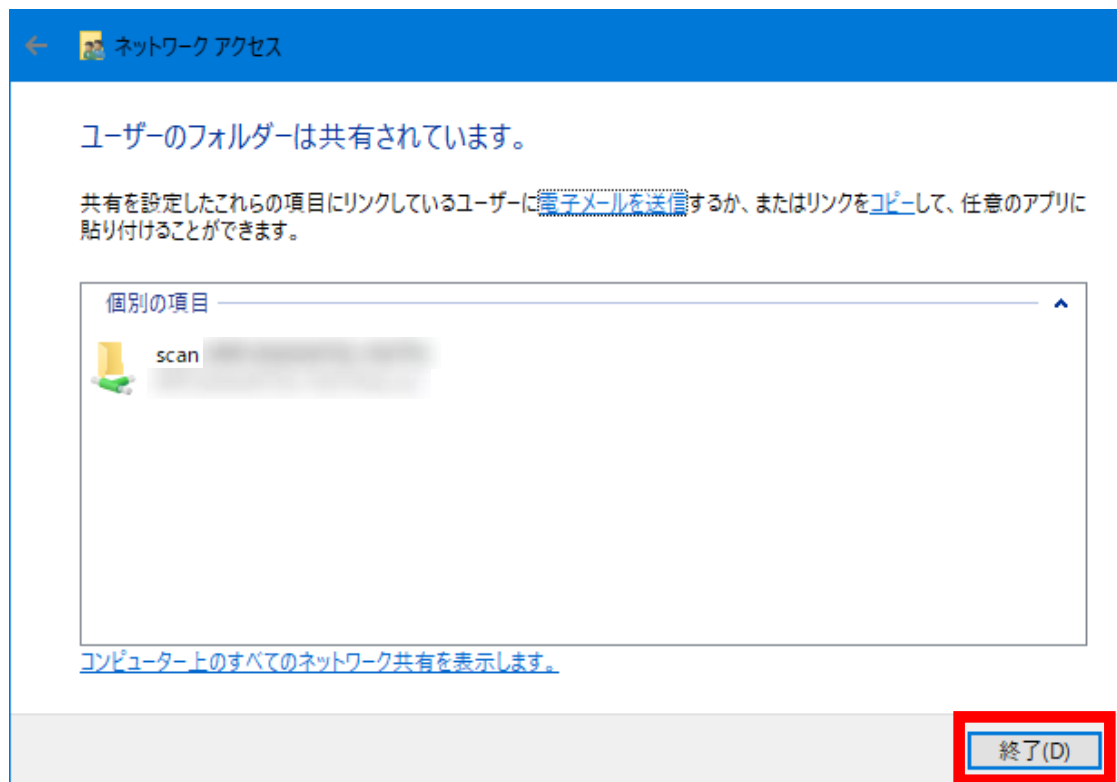 ネットワーク アクセス
ユーザーのフォルダーは共有されています。
共有を設定したこれらの項目にリンクしているユーザーに電子メールを送信するか、またはリンクをコピーして、任意のアプリに
貼り付けることができます。
個別の項目
scan
コンピューター上のすべてのネットワーク共有を表示します。
終了(D)